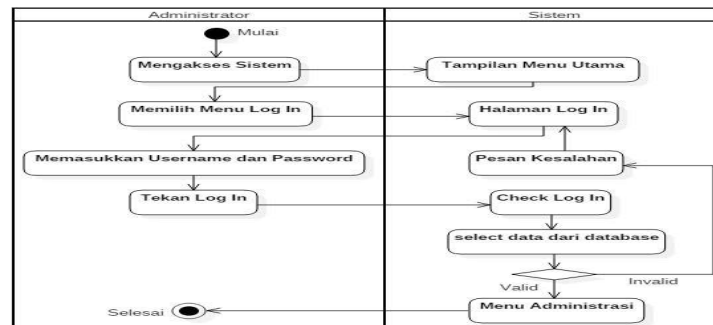 Administrator
Sistem
Mulai
Mengakses Sistem
Tampilan Menu Utama
Memilih Menu Log In
Halaman Log In
Memasukkan Username dan Password
Pesan Kesalahan
Tekan Log In
Check Log In
select data dari database
Valid
Invalid
Selesai
Menu Administrasi